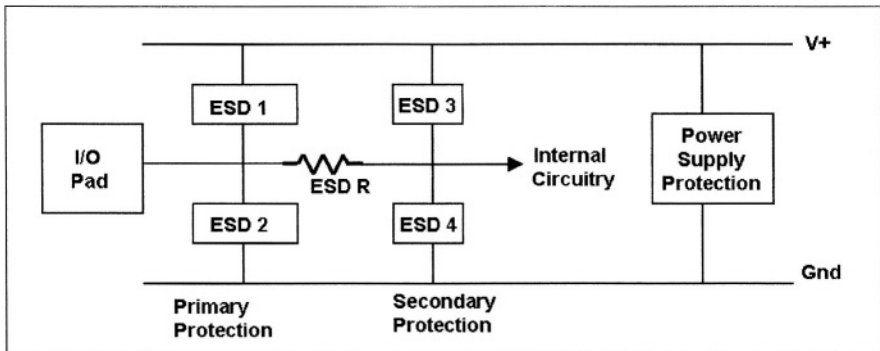 V+
ESD 1
ESD 3
I/O
Pad
ESD R
Internal
Circuitry
Power
Supply
Protection
ESD 2
ESD 4
Gnd
Primary
Protection
Secondary
Protection